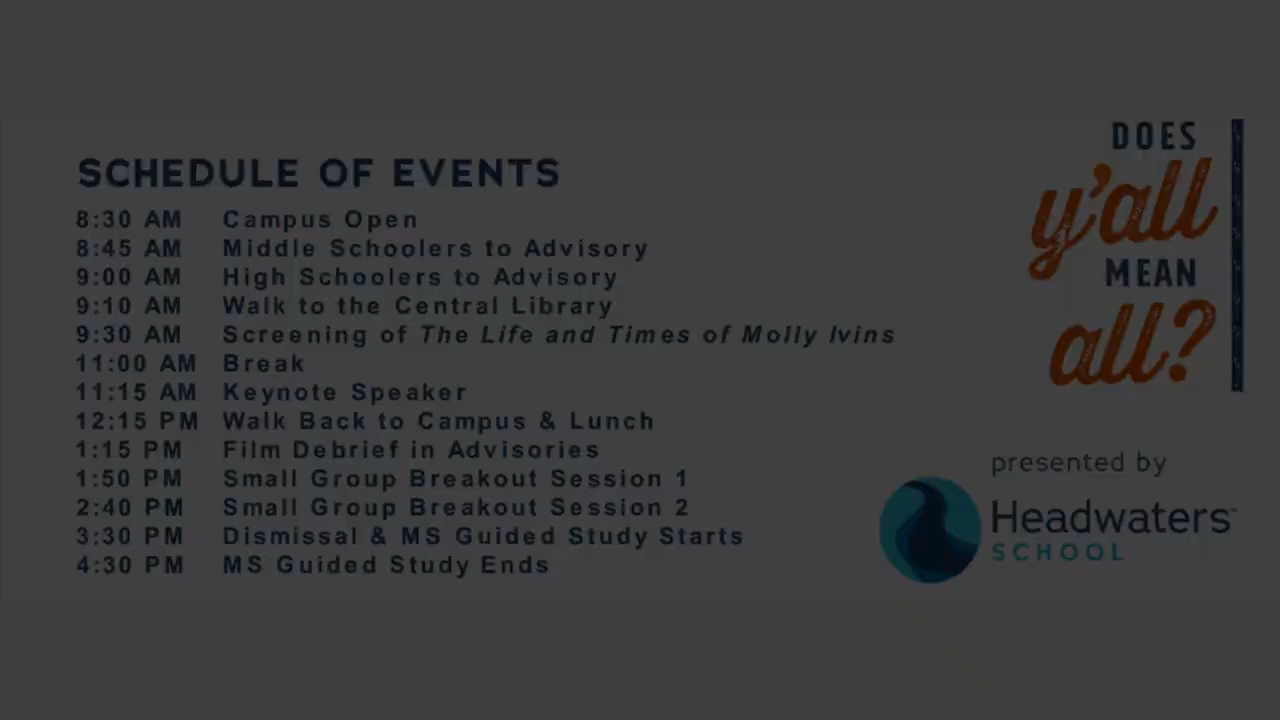 SCHEDULE OF EVENTS
8:30 AM Campus Open
8:45 AM Middle Schoolers to Advisory
9:00 AM High Schoolers to Advisory
9:10 AM Walk to the Central Library
9:30 AM Screening of The Life and Times of Molly Ivins
11:00 AM Break
11:15 AM Keynote Speaker
12:15 PM Walk Back to Campus & Lunch
1:15 PM Film Debrief in Advisories
1:50 PM Small Group Breakout Session 1
2:40 PM Small Group Breakout Session 2
3:30 PM Dismissal & MS Guided Study Starts
4:30 PM MS Guided Study Ends
DOES
y'all
MEAN
all?
presented by
Headwaters™
SCHOOL